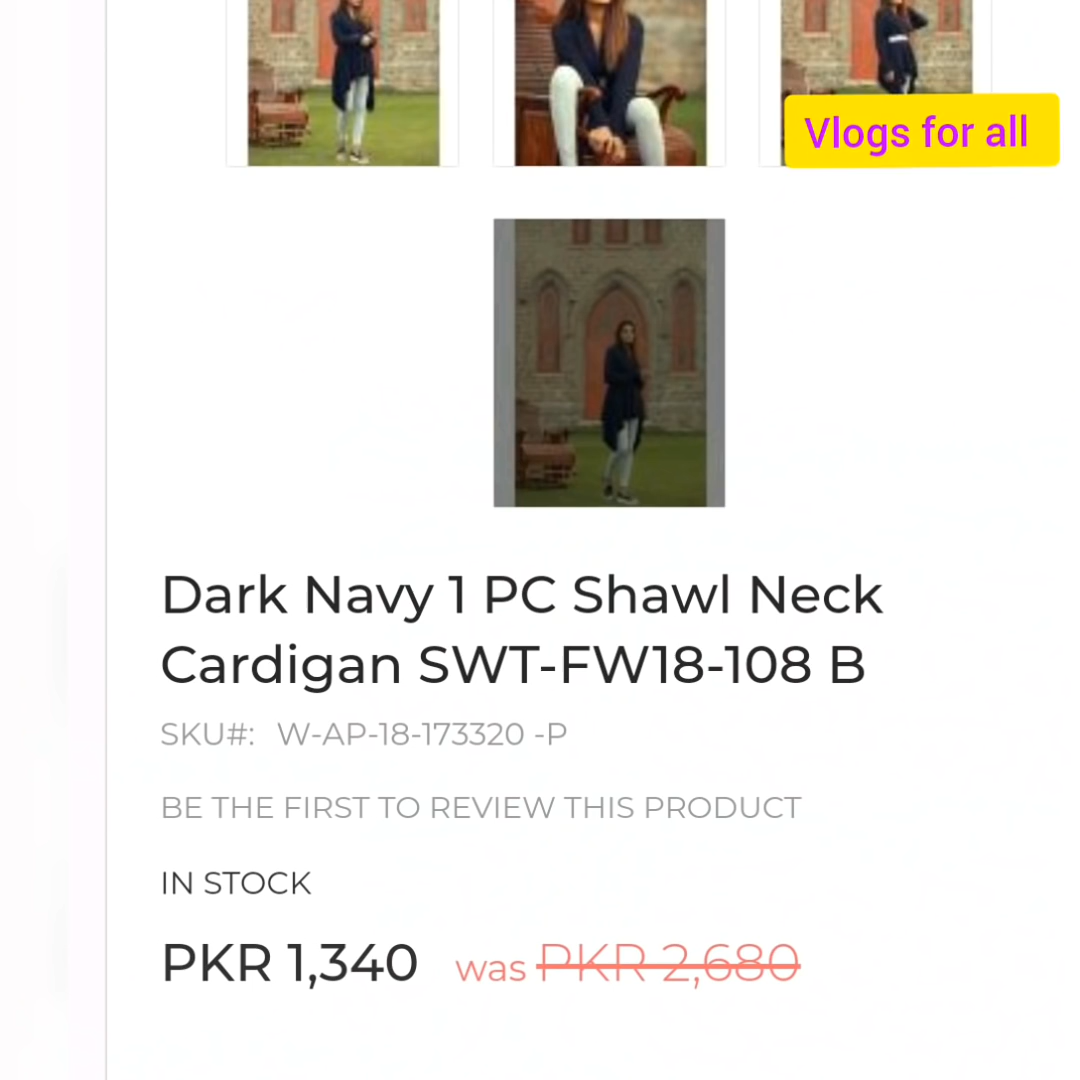 Vlogs for all
Dark Navy 1 PC Shawl Neck
Cardigan SWT-FW18-108 B
SKU#: W-AP-18-173320 -P
BE THE FIRST TO REVIEW THIS PRODUCT
IN STOCK
PKR 1,340 was PKR 2,680